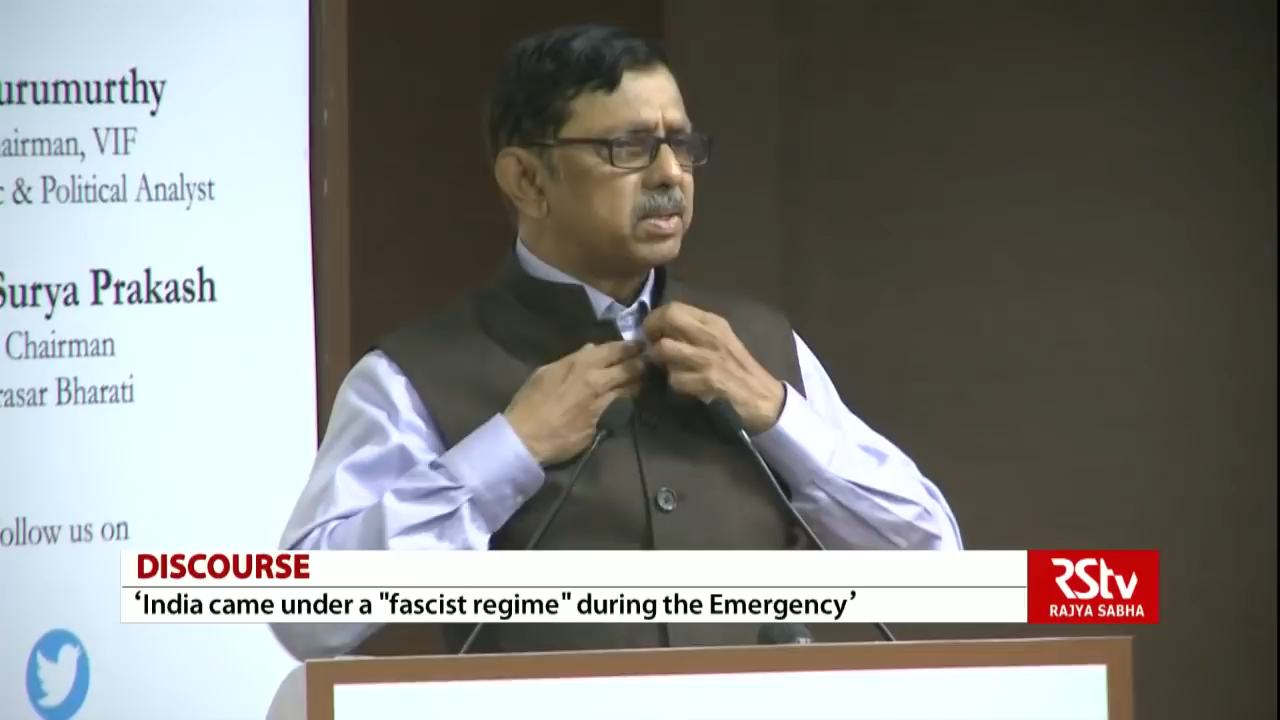 urumurthy
airman, VIF
c & Political Analyst
Surya Prakash
Chairman
rasar Bharati
ollow us on
DISCOURSE
‘India came under a "fascist regime" during the Emergency’
RStv
RAJYA SABHA